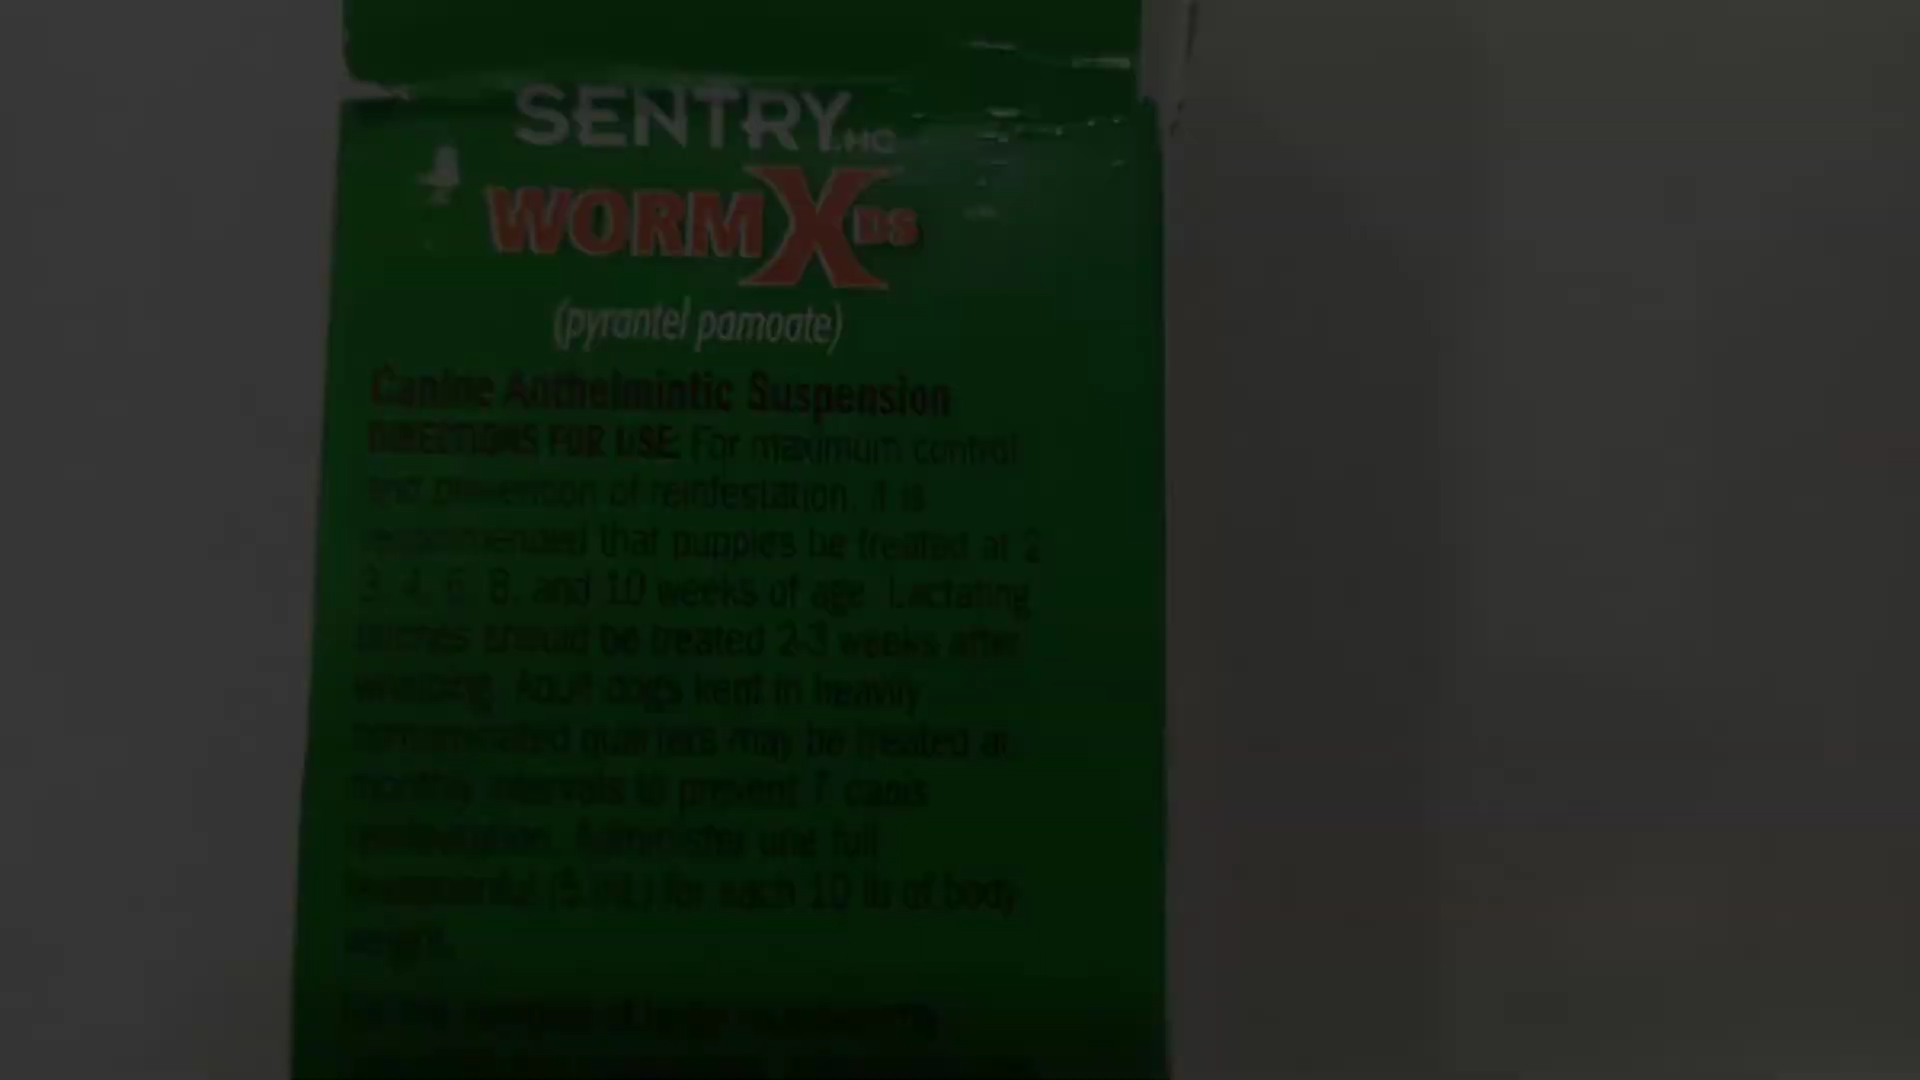 SENTRY HC
WORM X DS
(pyrantel pamoate)
Canine Anthelmintic Suspension
DIRECTIONS FOR USE: For maximum control
and prevention of reinfestation, it is
recommended that puppies be treated at 2,
3, 4, 6, 8, and 10 weeks of age. Lactating
bitches should be treated 2-3 weeks after
whelping. Adult dogs kept in heavily
contaminated quarters may be treated at
monthly intervals to prevent T. canis
reinfestation. Administer one full
teaspoonful (5 mL) for each 10 lb of body
weight.
of large roundworms